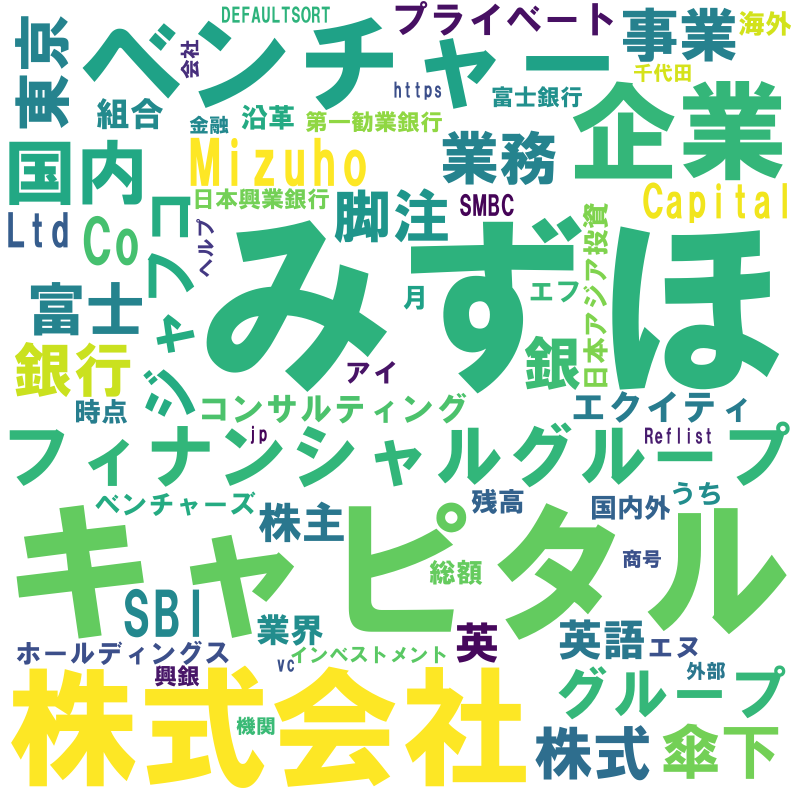 DEFAULTSORT
プライベート
事業
海外
東京
ベンチャー
会社
https
千代田
富士銀行
組合
金融
沿革
第一勧業銀行
企業
国内
Mizuho
業務
日本興業銀行
脚注
SMBC
Capital
Ltd
Co
ジャフコ
ヘルプ
みずほ
月
エフ
日本アジア投資
富士
銀
銀行
アイ
時点
コンサルティング
エクイティ
jp
Reflist
フィナンシャルグループ
ベンチャーズ
株主
残高
国内外
うち
キャピタル
総額
商号
SBI
業界
英
英語
エヌ
ホールディングス
vc
インベストメント
興銀
外部
株式会社
機関
グループ
株式
傘下